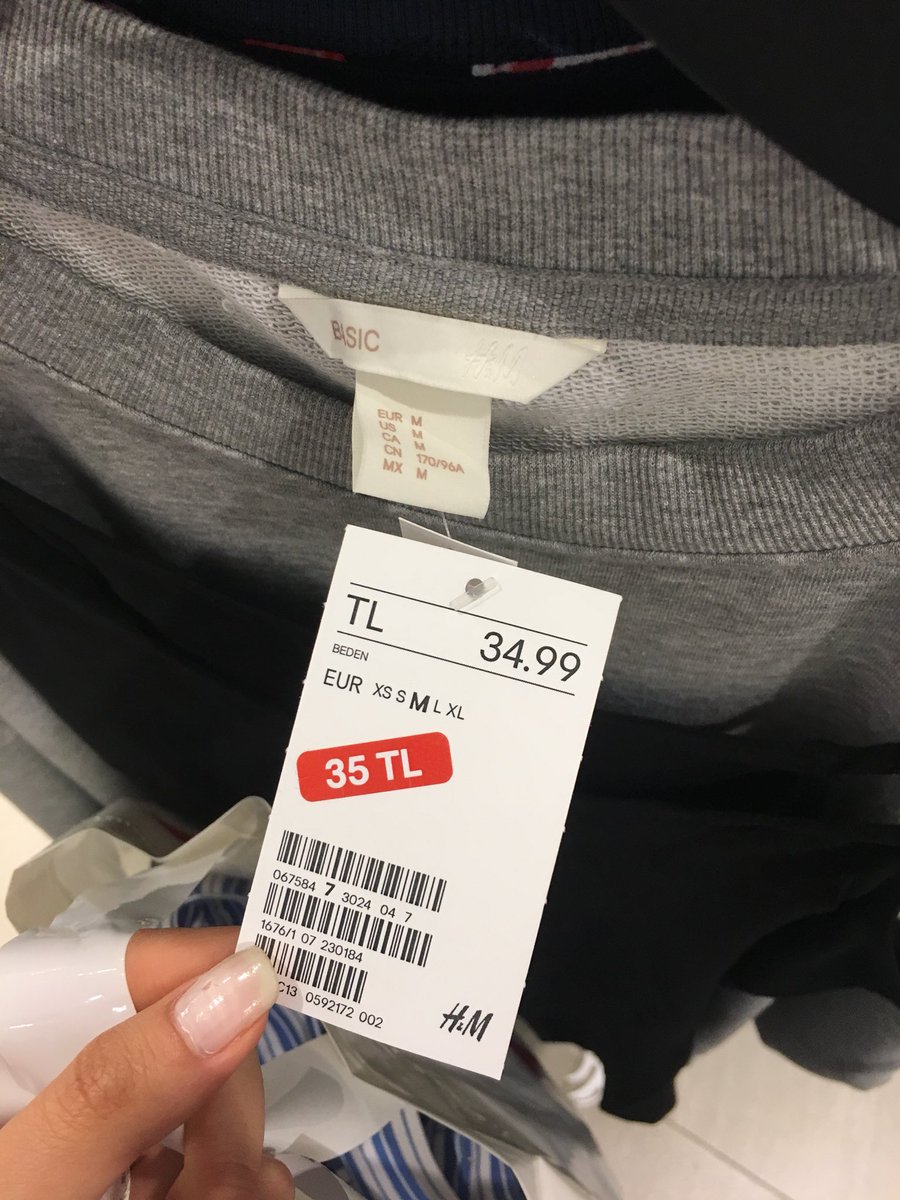 BASIC H&M
EUR M
US M
CA M
CN 170/96A
MX M
TL 34.99
BEDEN
EUR XS S M L XL
35 TL
067584 7 3024 04 7
1676/1 07 230184
C13 0592172 002
H&M